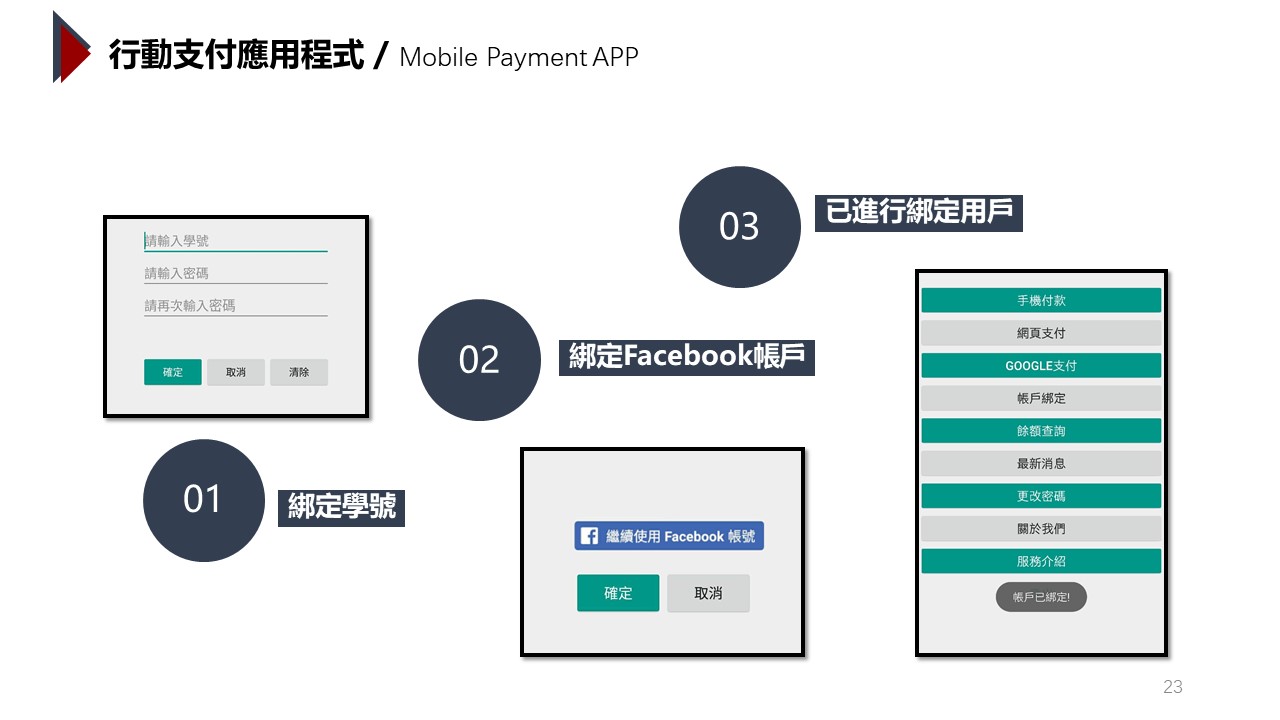 行動支付應用程式 / Mobile Payment APP
請輸入學號
請輸入密碼
請再次輸入密碼
確定 取消 清除
01
綁定學號
02
綁定Facebook帳戶
繼續使用 Facebook 帳號
確定 取消
03
已進行綁定用戶
手機付款
網頁支付
GOOGLE支付
帳戶綁定
餘額查詢
最新消息
更改密碼
關於我們
服務介紹
帳戶已綁定!
23